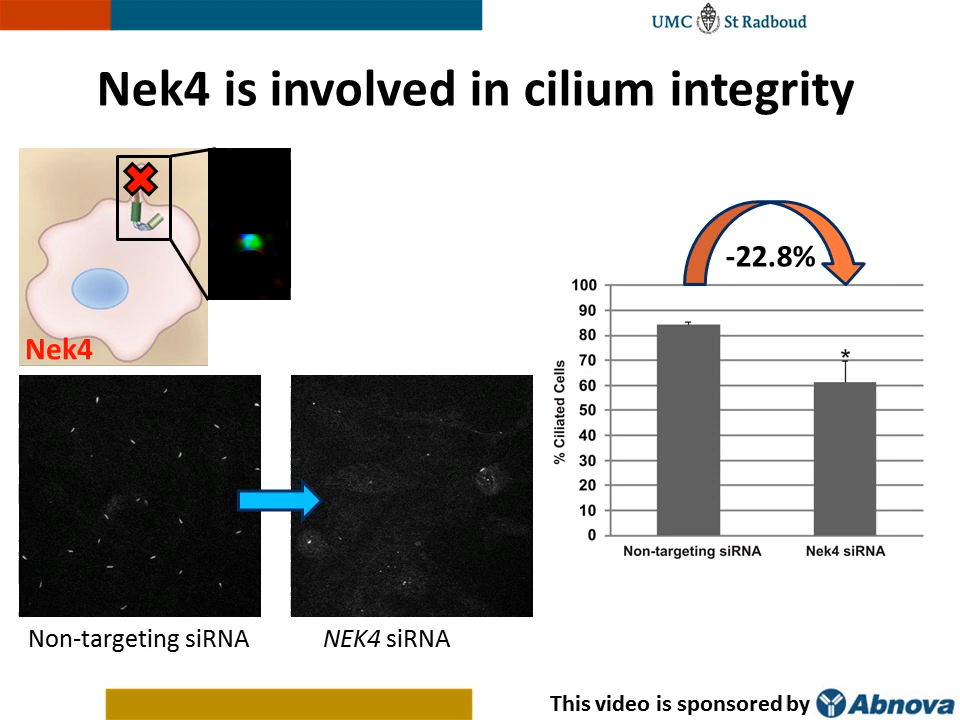 UMC St Radboud
Nek4 is involved in cilium integrity
Nek4
Non-targeting siRNA
NEK4 siRNA
-22.8%
100
90
80
70
60
50
40
30
20
10
0
% Ciliated Cells
*
Non-targeting siRNA
Nek4 siRNA
This video is sponsored by Abnova